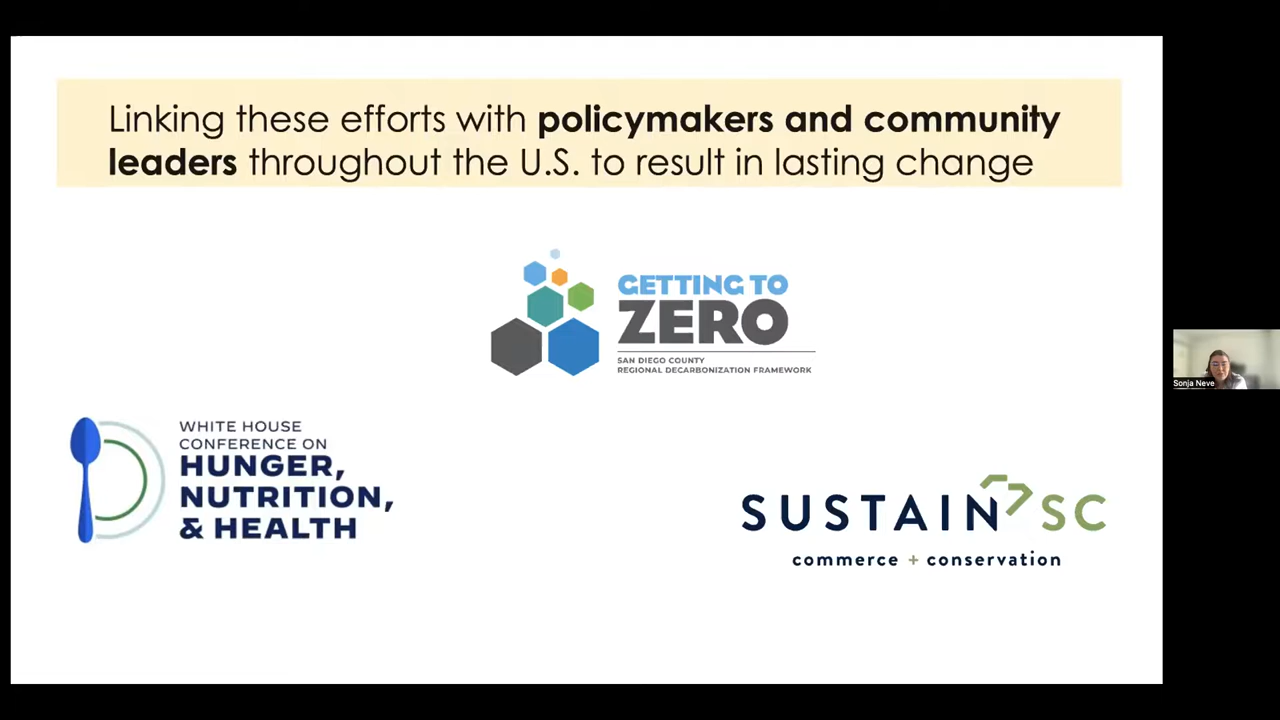 Linking these efforts with policymakers and community
leaders throughout the U.S. to result in lasting change
GETTING TO
ZERO
SAN DIEGO COUNTY
REGIONAL DECARBONIZATION FRAMEWORK
WHITE HOUSE
CONFERENCE ON
HUNGER,
NUTRITION,
& HEALTH
SUSTAIN SC
commerce + conservation
Sonja Neve